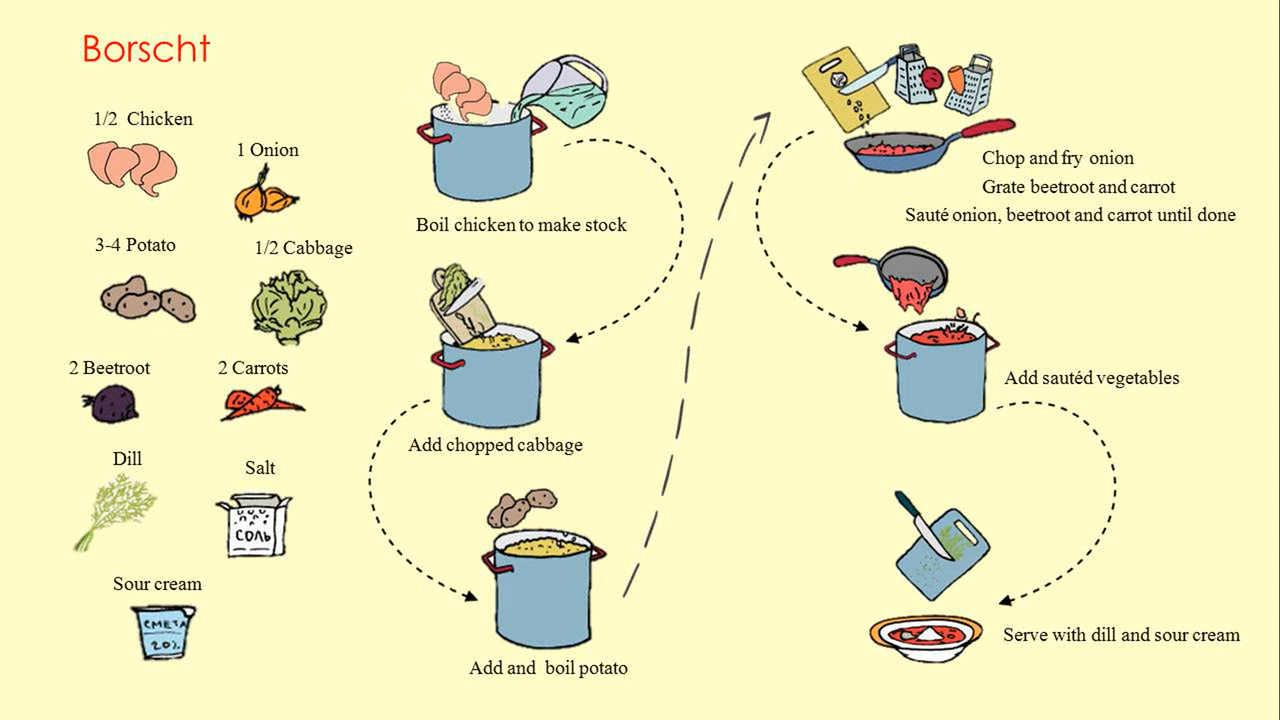 Borscht
1/2 Chicken
1 Onion
3-4 Potato
1/2 Cabbage
2 Beetroot
2 Carrots
Dill
Salt
СОЛЬ
Sour cream
СМЕТА
20%
Boil chicken to make stock
Add chopped cabbage
Add and boil potato
Chop and fry onion
Grate beetroot and carrot
Sauté onion, beetroot and carrot until done
Add sautéd vegetables
Serve with dill and sour cream